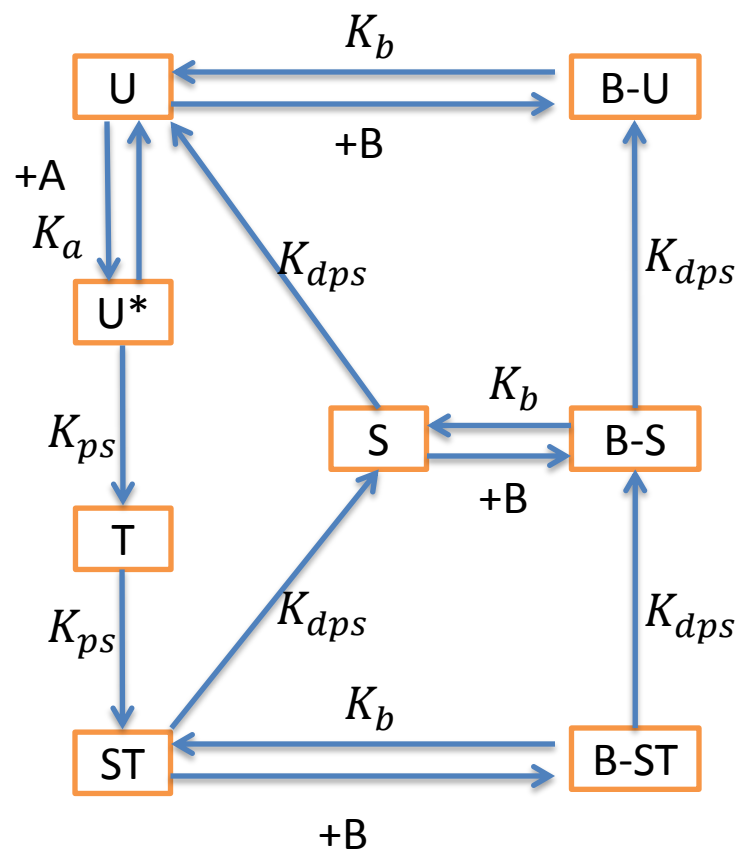 K_b
U
B-U
+B
+A
K_a
K_dps
K_dps
U*
K_b
K_ps
S
B-S
+B
T
K_ps
K_dps
K_dps
K_b
ST
B-ST
+B